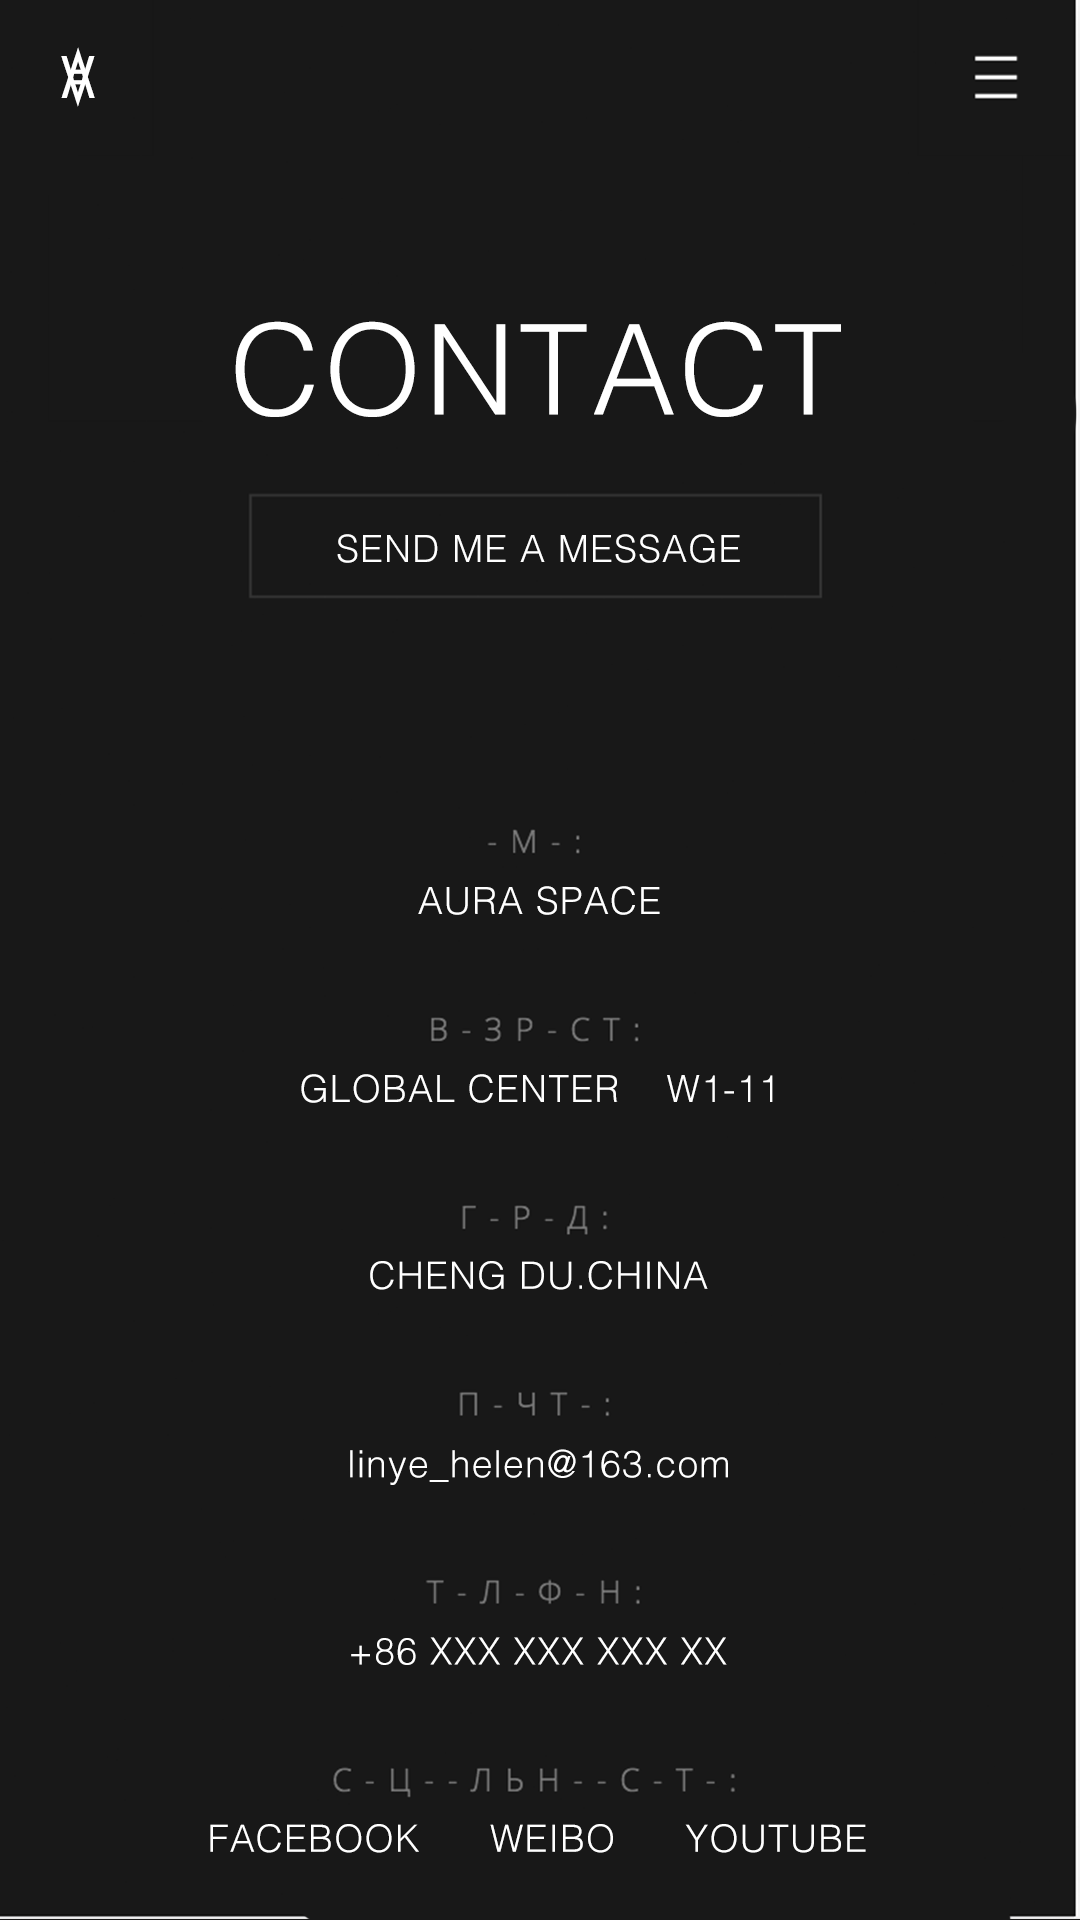 CONTACT
SEND ME A MESSAGE
- М - :
AURA SPACE
В - З Р - С Т :
GLOBAL CENTER W1-11
Г - Р - Д :
CHENG DU.CHINA
П - Ч Т - :
linye_helen@163.com
Т - Л - Ф - Н :
+86 XXX XXX XXX XX
С - Ц - - Л Ь Н - - С - Т - :
FACEBOOK WEIBO YOUTUBE